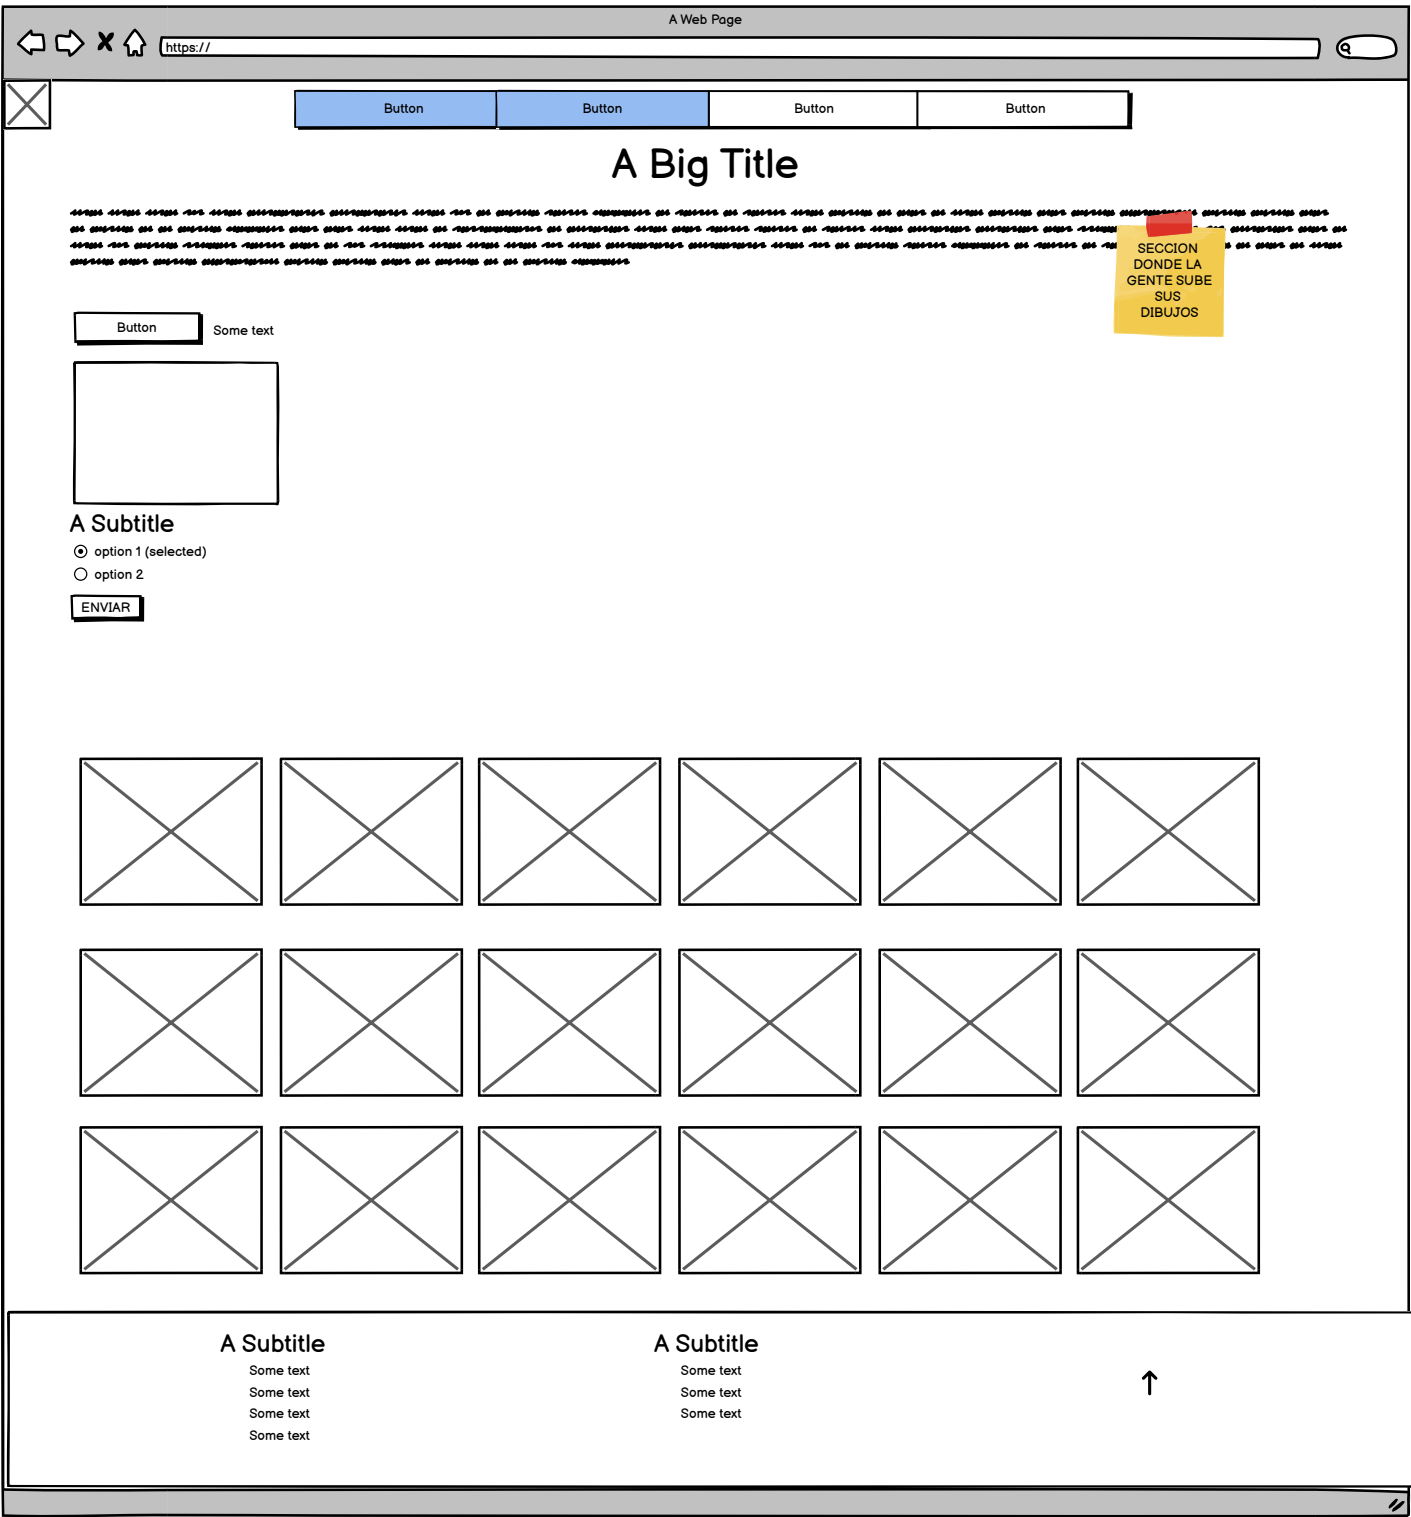 A Web Page
https://
Button Button Button Button
A Big Title
SECCION
DONDE LA
GENTE SUBE
SUS
DIBUJOS
Button Some text
A Subtitle
option 1 (selected)
option 2
ENVIAR
A Subtitle
Some text
Some text
Some text
Some text
A Subtitle
Some text
Some text
Some text